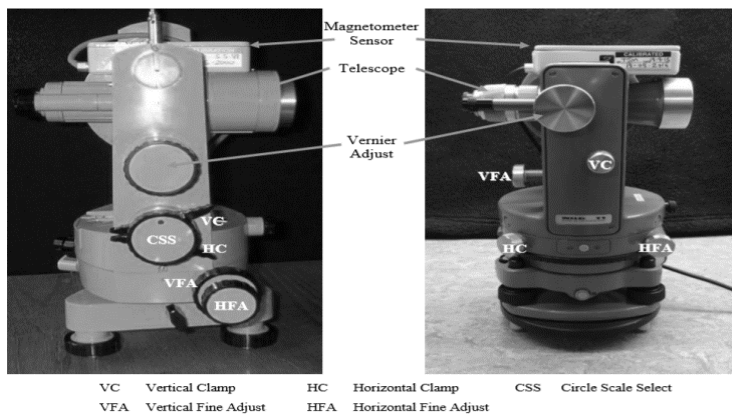 Magnetometer
Sensor
Telescope
Vernier
Adjust
VC
CSS
HC
VFA
HFA
CALIBRATED
VFA
VC
HC
HFA
VC Vertical Clamp HC Horizontal Clamp CSS Circle Scale Select
VFA Vertical Fine Adjust HFA Horizontal Fine Adjust